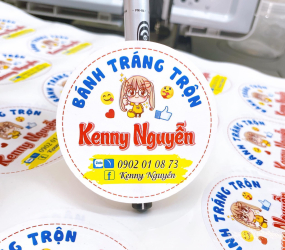 BÁNH TRÁNG TRỘN
Kenny Nguyễn
0902 01 08 73
Kenny Nguyễn